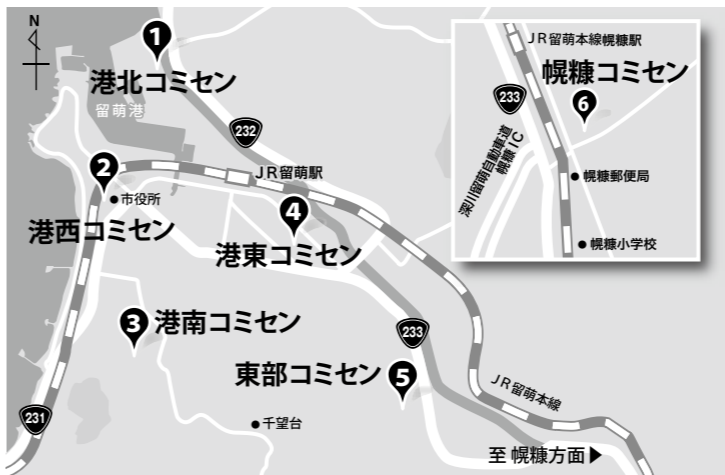 N
1
港北コミセン
留萌港
232
2
市役所
港西コミセン
JR留萌駅
4
港東コミセン
3
港南コミセン
233
東部コミセン
5
JR留萌本線
231
千望台
至 幌糠方面▶
JR留萌本線幌糠駅
幌糠コミセン
233
6
深川留萌自動車道
幌糠IC
幌糠郵便局
幌糠小学校